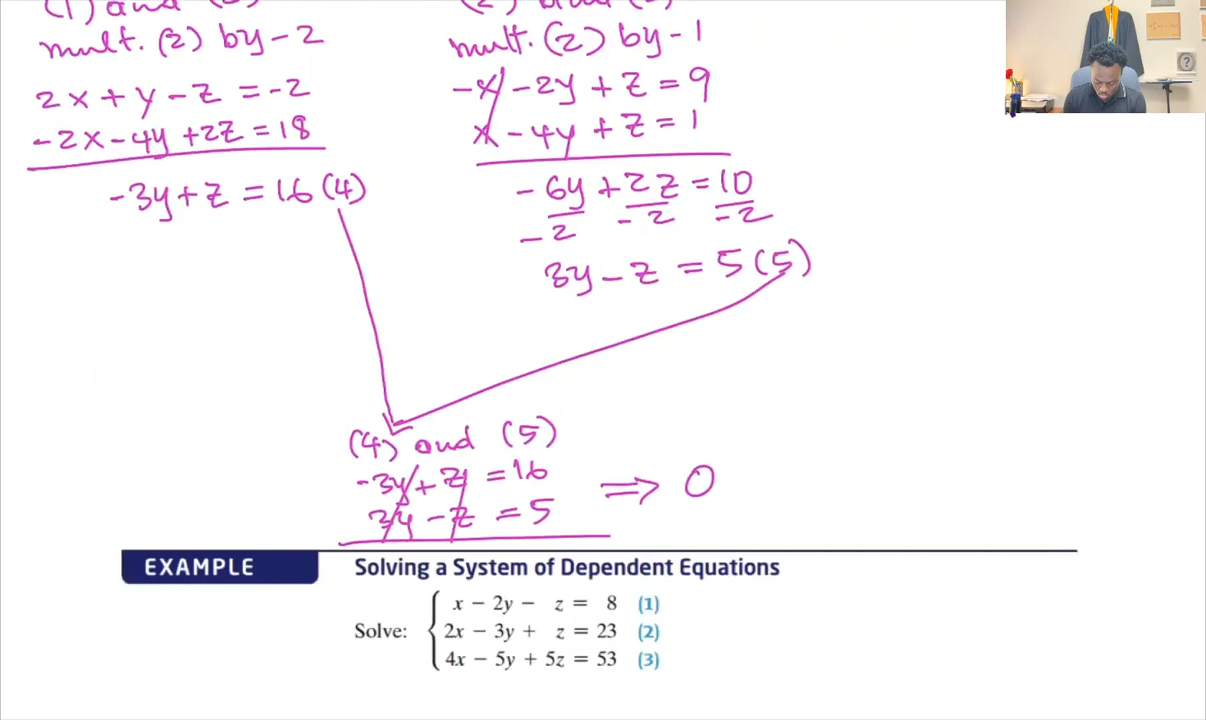 (1) and
mult. (2) by -2
2x + y - z = -2
-2x - 4y + 2z = 18
-3y + z = 16 (4)
mult. (2) by -1
-x - 2y + z = 9
x - 4y + z = 1
-6y + 2z = 10
-2 -2 -2
3y - z = 5 (5)
(4) and (5)
-3y + z = 16
3y - z = 5
⟹ 0
EXAMPLE Solving a System of Dependent Equations
x − 2y − z = 8 (1)
Solve: 2x − 3y + z = 23 (2)
4x − 5y + 5z = 53 (3)
?